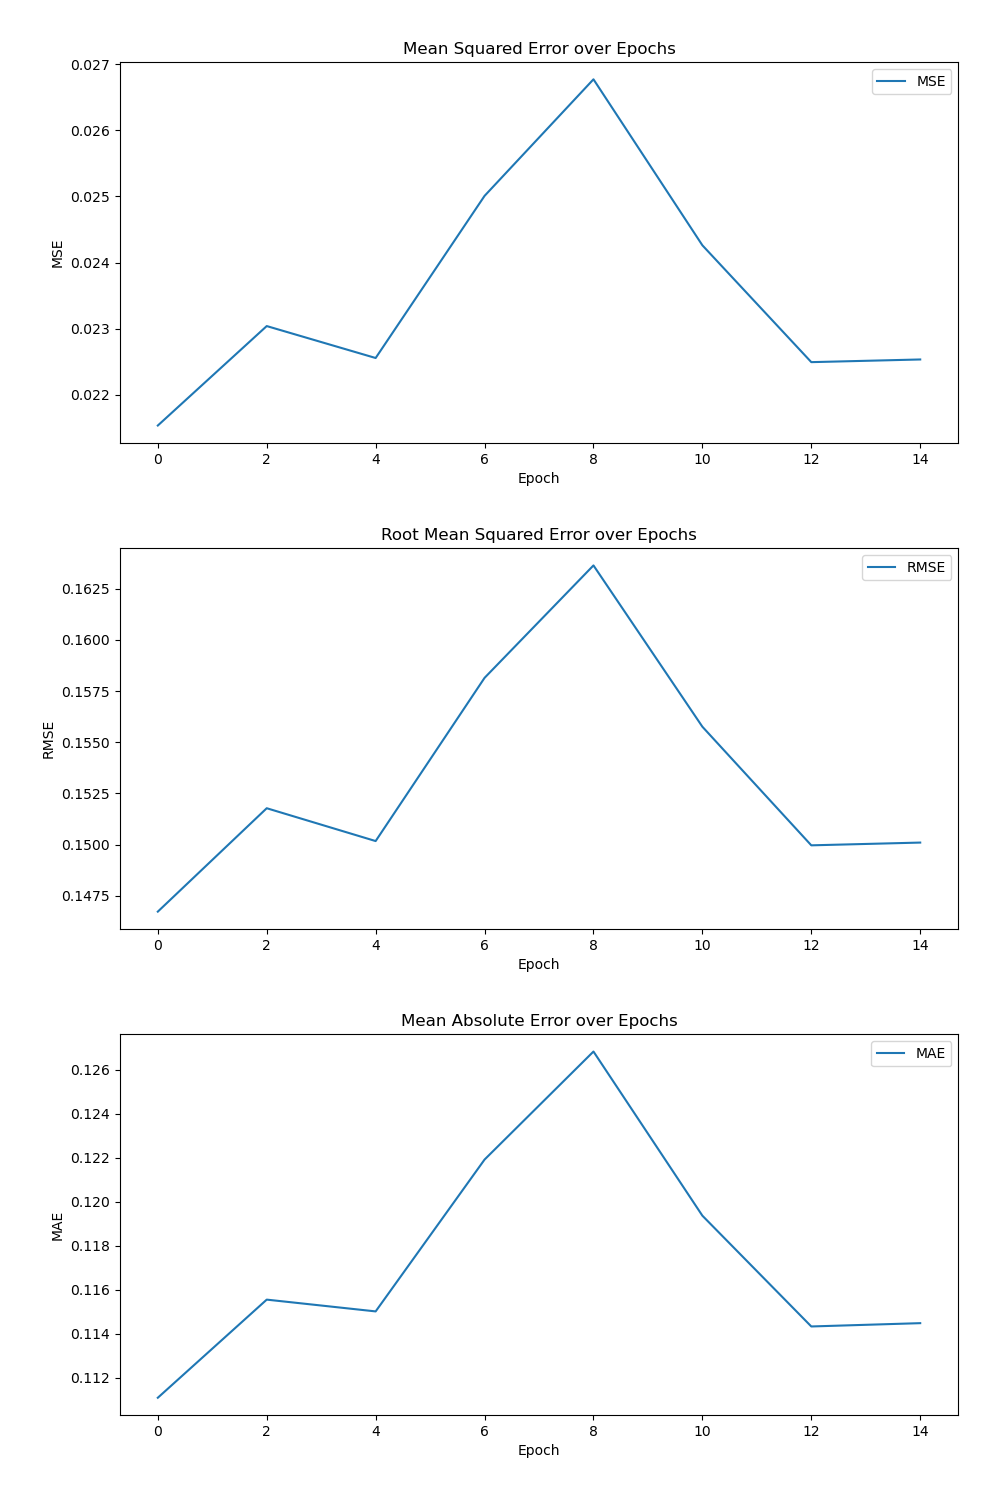 Mean Squared Error over Epochs
0.027
0.026
0.025
0.024
0.023
0.022
MSE
MSE
0 2 4 6 8 10 12 14
Epoch
Root Mean Squared Error over Epochs
0.1625
0.1600
0.1575
0.1550
0.1525
0.1500
0.1475
RMSE
RMSE
0 2 4 6 8 10 12 14
Epoch
Mean Absolute Error over Epochs
0.126
0.124
0.122
0.120
0.118
0.116
0.114
0.112
MAE
MAE
0 2 4 6 8 10 12 14
Epoch